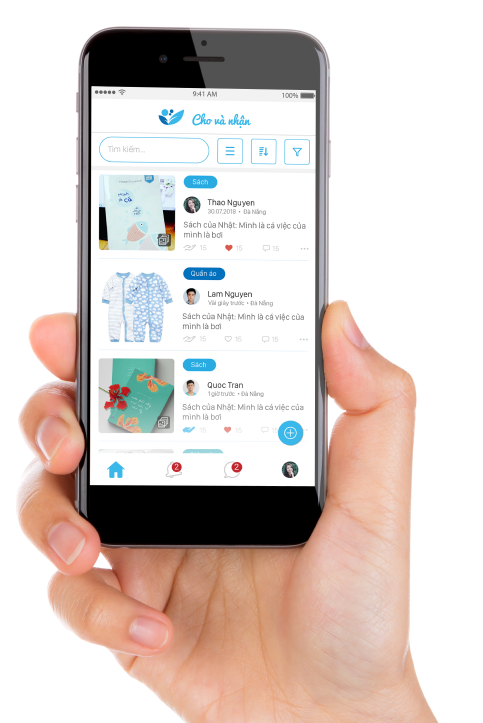 9:41 AM
100%
Cho và nhận
Tìm kiếm...
Sách
Thao Nguyen
30.07.2018 • Đà Nẵng
Sách của Nhật: Mình là cá việc của
mình là bơi
15 15 15
Quần áo
Lam Nguyen
Vài giây trước • Đà Nẵng
Sách của Nhật: Mình là cá việc của
mình là bơi
15 15 15
Sách
Quoc Tran
1 giờ trước • Đà Nẵng
Sách của Nhật: Mình là cá việc của
mình là bơi
15 15
2
2